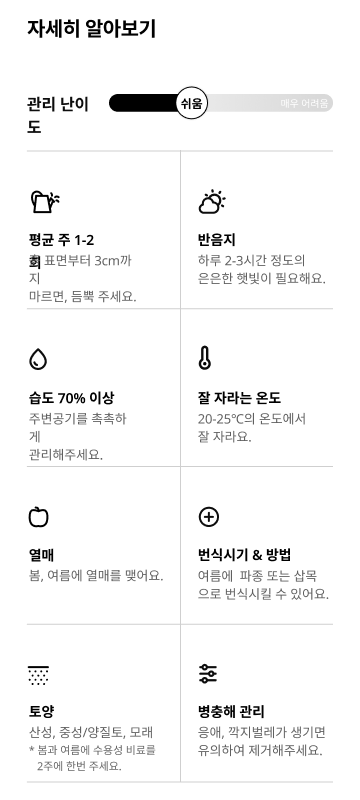 자세히 알아보기
관리 난이
도
쉬움
매우 어려움
평균 주 1-2
회
흙 표면부터 3cm까
지
마르면, 듬뿍 주세요.
반음지
하루 2-3시간 정도의
은은한 햇빛이 필요해요.
습도 70% 이상
주변공기를 촉촉하
게
관리해주세요.
잘 자라는 온도
20-25°C의 온도에서
잘 자라요.
열매
봄, 여름에 열매를 맺어요.
번식시기 & 방법
여름에 파종 또는 삽목
으로 번식시킬 수 있어요.
토양
산성, 중성/양질토, 모래
* 봄과 여름에 수용성 비료를
2주에 한번 주세요.
병충해 관리
응애, 깍지벌레가 생기면
유의하여 제거해주세요.